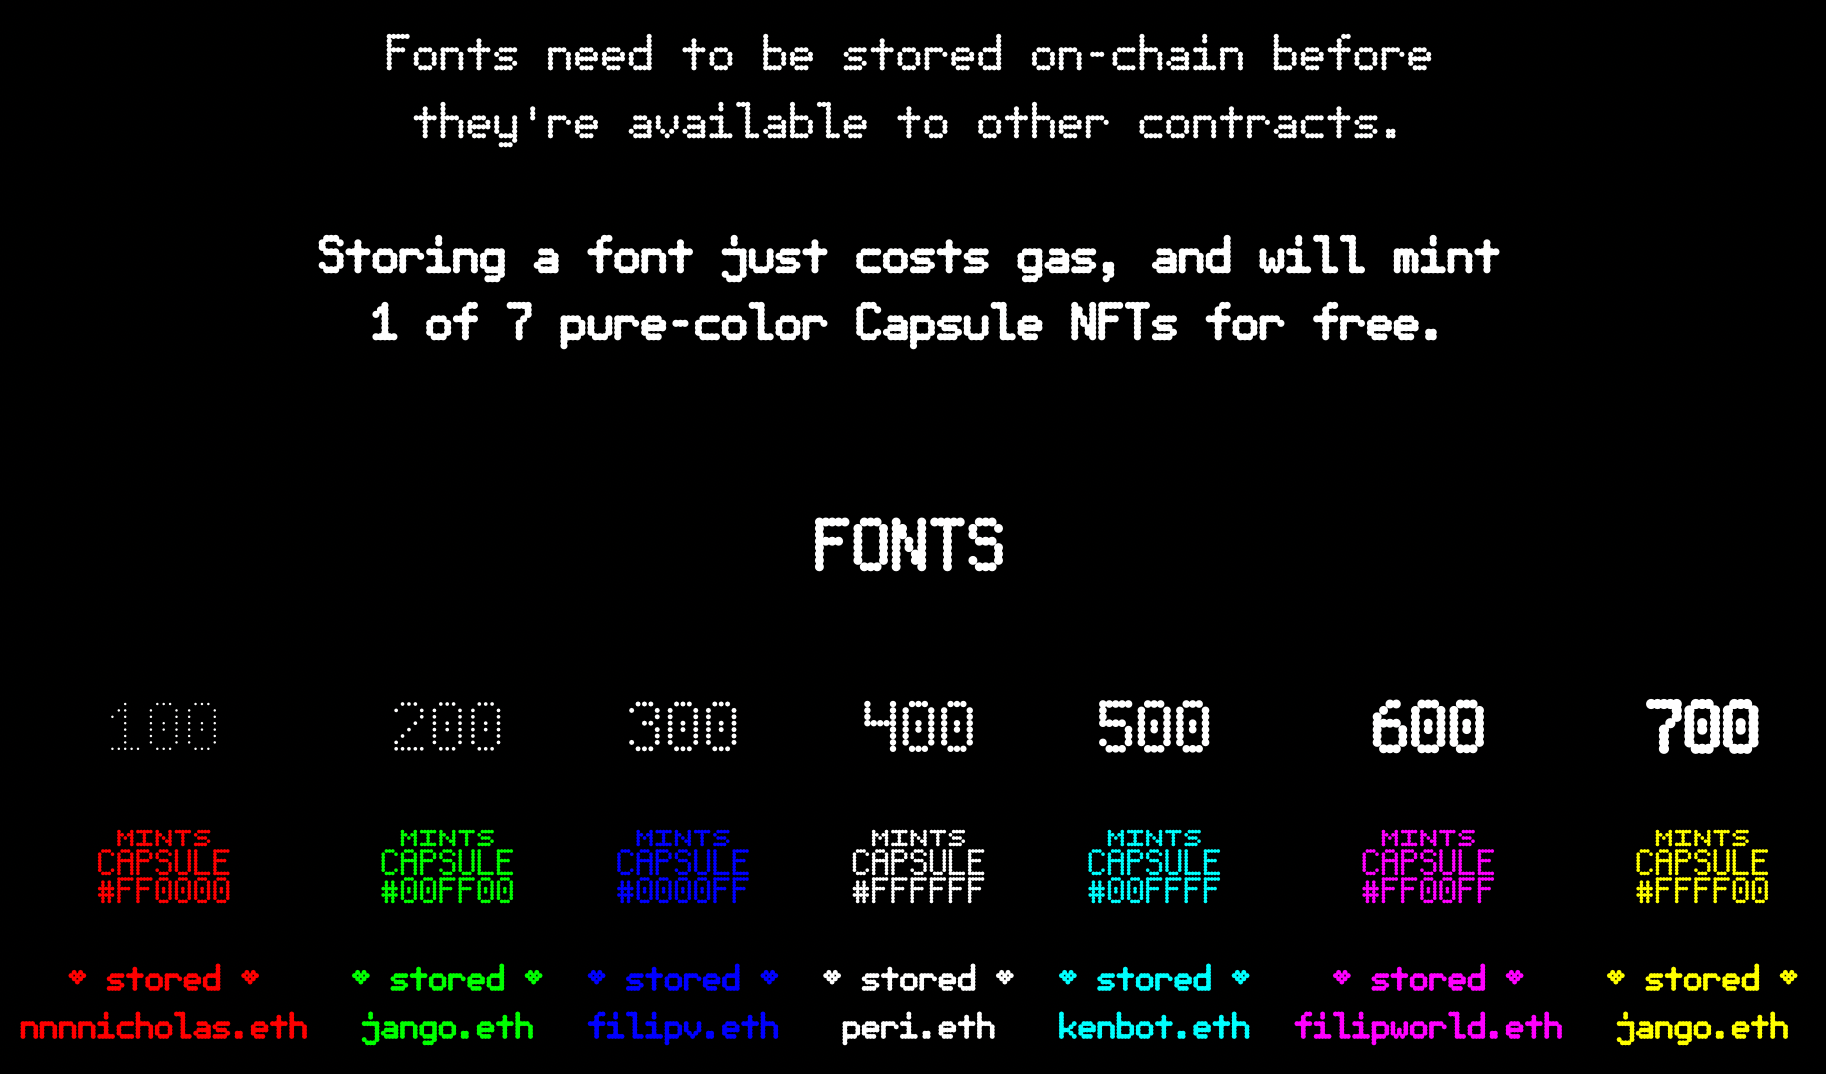 Fonts need to be stored on-chain before
they're available to other contracts.
Storing a font just costs gas, and will mint
1 of 7 pure-color Capsule NFTs for free.
FONTS
100 200 300 400 500 600 700
MINTS MINTS MINTS MINTS MINTS MINTS MINTS
CAPSULE CAPSULE CAPSULE CAPSULE CAPSULE CAPSULE CAPSULE
#FF0000 #00FF00 #0000FF #FFFFFF #00FFFF #FF00FF #FFFF00
♥ stored ♥ ♥ stored ♥ ♥ stored ♥ ♥ stored ♥ ♥ stored ♥ ♥ stored ♥ ♥ stored ♥
nnnnicholas.eth jango.eth filipv.eth peri.eth kenbot.eth filipworld.eth jango.eth